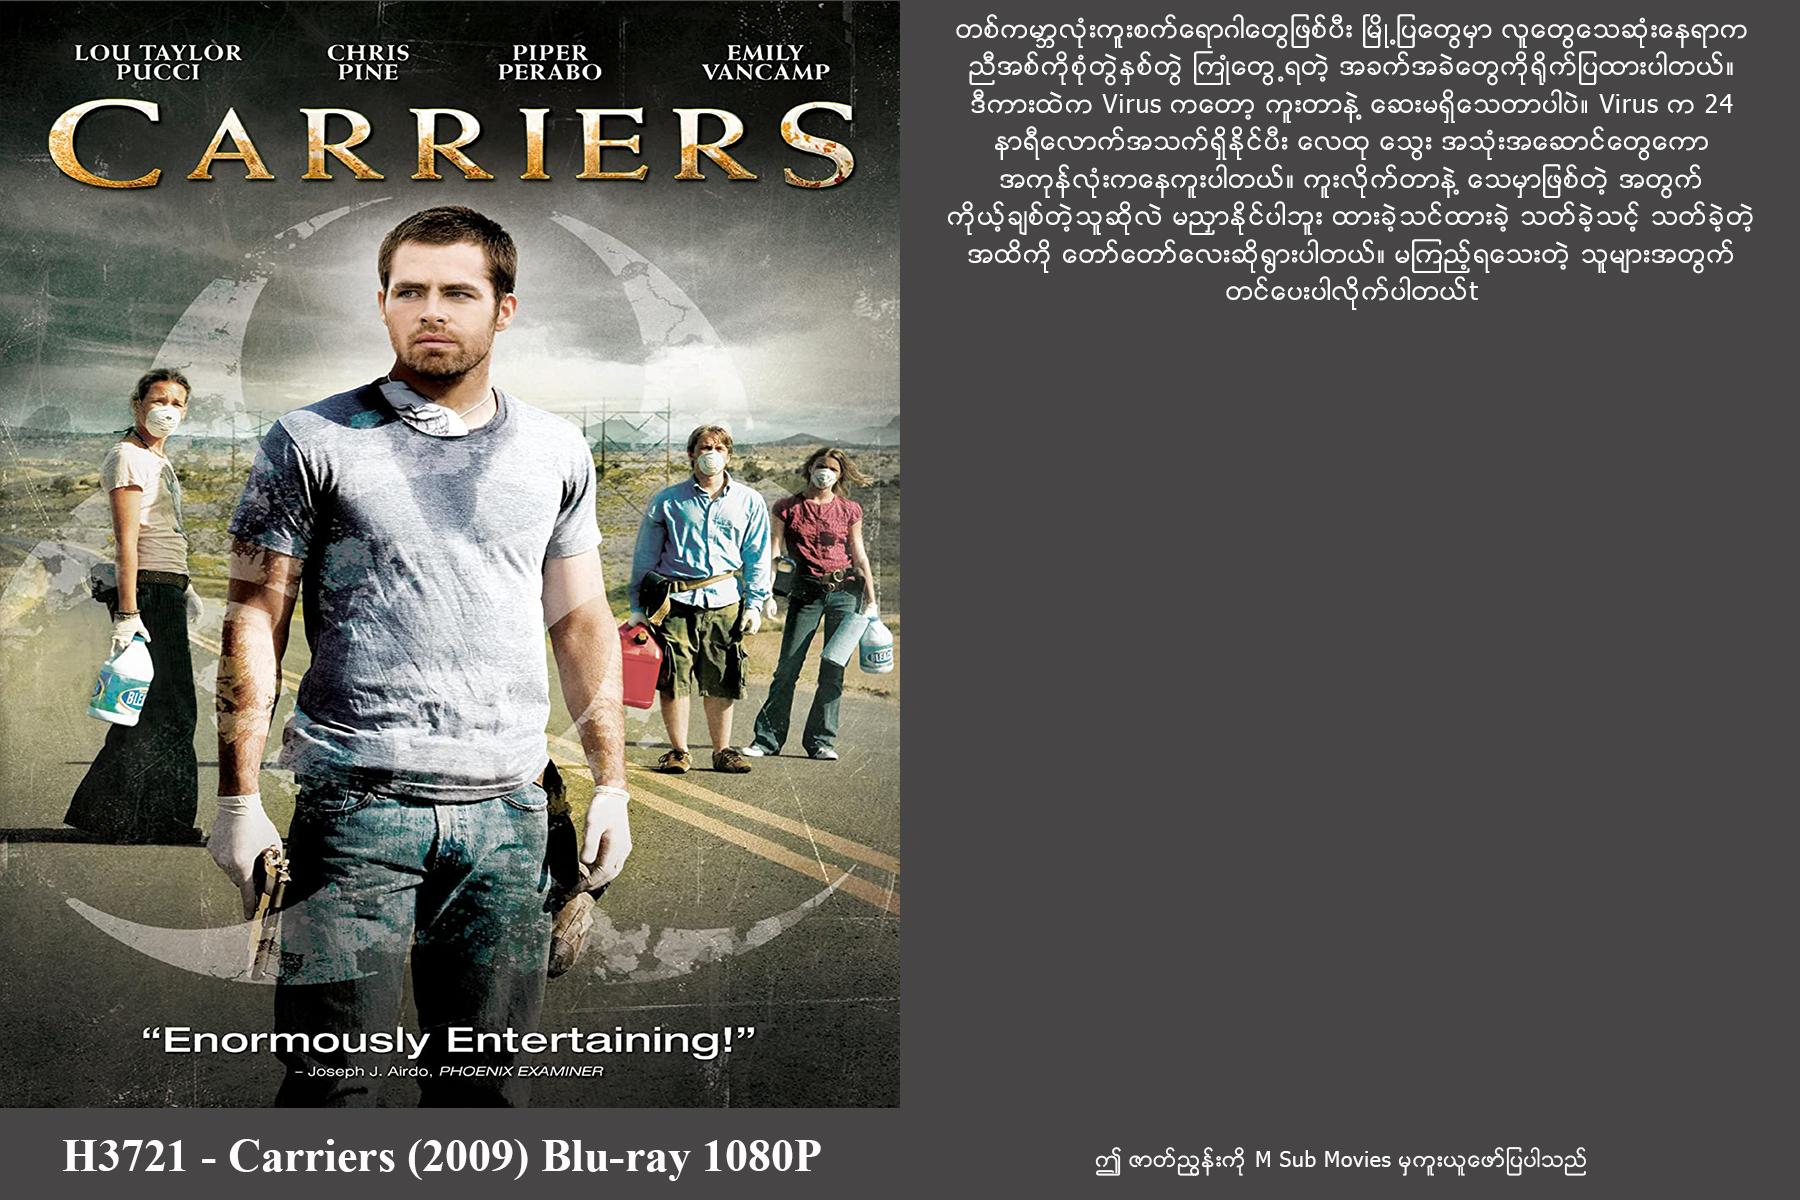 LOU TAYLOR PUCCI
CHRIS PINE
PIPER PERABO
EMILY VANCAMP
CARRIERS
“Enormously Entertaining!”
– Joseph J. Airdo, PHOENIX EXAMINER
BLEACH
H3721 - Carriers (2009) Blu-ray 1080P
တစ်ကမ္ဘာလုံးကူးစက်ရောဂါတွေဖြစ်ပီး မြို့ပြတွေမှာ လူတွေသေဆုံးနေရာက
ညီအစ်ကိုစုံတွဲနှစ်တွဲ ကြုံတွေ့ရတဲ့ အခက်အခဲတွေကိုရိုက်ပြထားပါတယ်။
ဒီကားထဲက Virus ကတော့ ကူးတာနဲ့ ဆေးမရှိသေတာပါပဲ။ Virus က 24
နာရီလောက်အသက်ရှိနိုင်ပီး လေထု သွေး အသုံးအဆောင်တွေကော
အကုန်လုံးကနေကူးပါတယ်။ ကူးလိုက်တာနဲ့ သေမှာဖြစ်တဲ့ အတွက်
ကိုယ့်ချစ်တဲ့သူဆိုလဲ မညှာနိုင်ပါဘူး ထားခဲ့သင်ထားခဲ့ သတ်ခဲ့သင့် သတ်ခဲ့တဲ့
အထိကို တော်တော်လေးဆိုရွားပါတယ်။ မကြည့်ရသေးတဲ့ သူများအတွက်
တင်ပေးပါလိုက်ပါတယ်t
ဤ ဇာတ်ညွှန်းကို M Sub Movies မှကူးယူဖော်ပြပါသည်